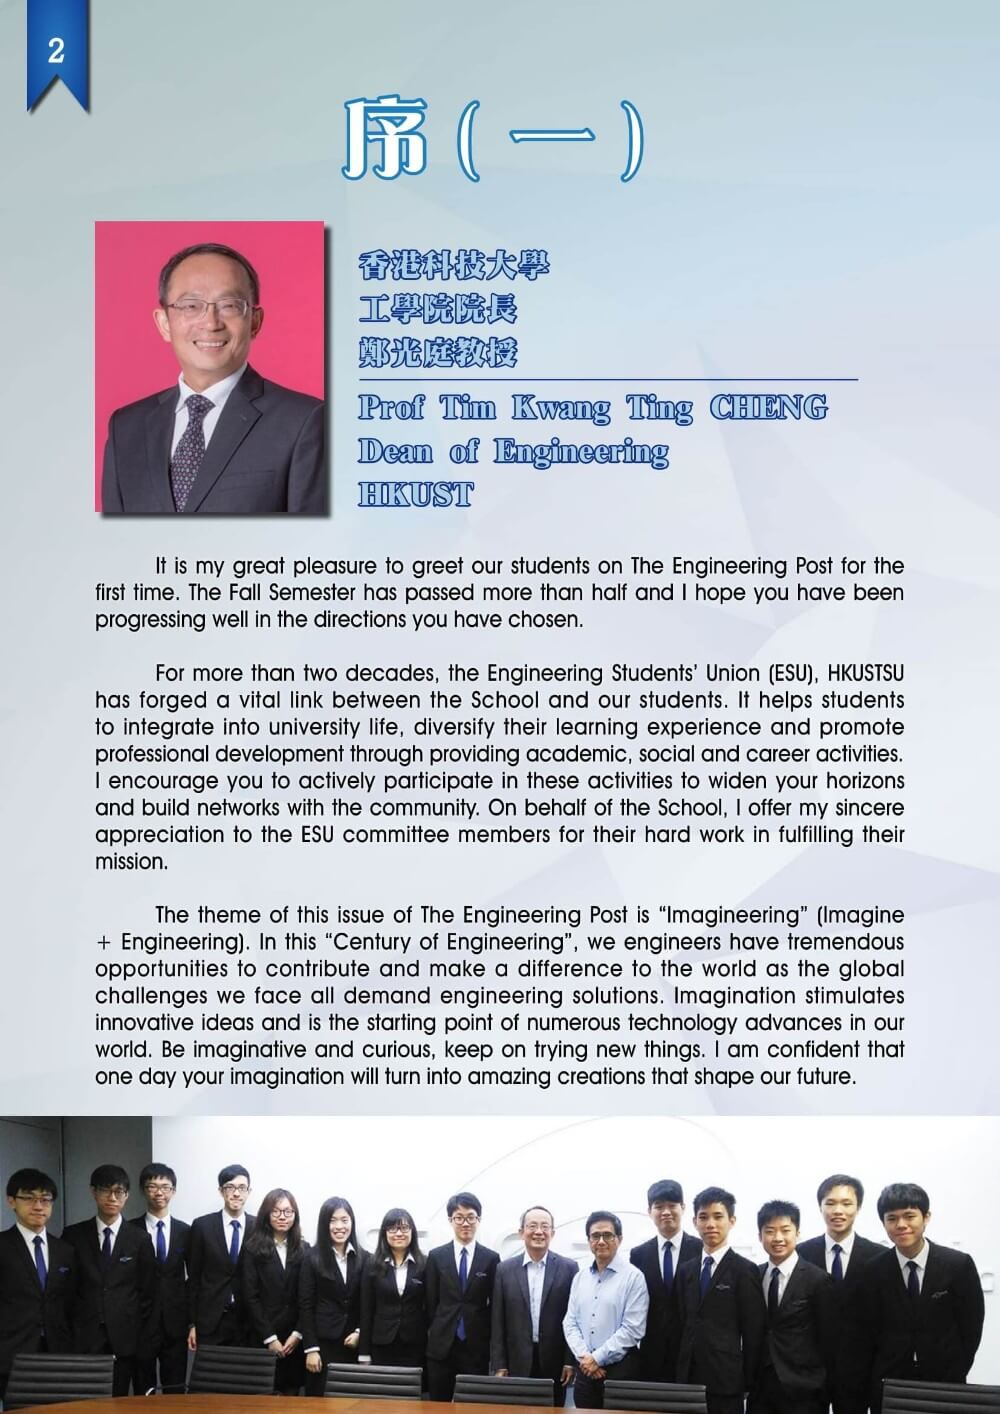 2
序（一）
香港科技大學
工學院院長
鄭光庭教授
Prof Tim Kwang Ting CHENG
Dean of Engineering
HKUST
It is my great pleasure to greet our students on The Engineering Post for the
first time. The Fall Semester has passed more than half and I hope you have been
progressing well in the directions you have chosen.
For more than two decades, the Engineering Students’ Union (ESU), HKUSTSU
has forged a vital link between the School and our students. It helps students
to integrate into university life, diversify their learning experience and promote
professional development through providing academic, social and career activities.
I encourage you to actively participate in these activities to widen your horizons
and build networks with the community. On behalf of the School, I offer my sincere
appreciation to the ESU committee members for their hard work in fulfilling their
mission.
The theme of this issue of The Engineering Post is “Imagineering” (Imagine
+ Engineering). In this “Century of Engineering”, we engineers have tremendous
opportunities to contribute and make a difference to the world as the global
challenges we face all demand engineering solutions. Imagination stimulates
innovative ideas and is the starting point of numerous technology advances in our
world. Be imaginative and curious, keep on trying new things. I am confident that
one day your imagination will turn into amazing creations that shape our future.